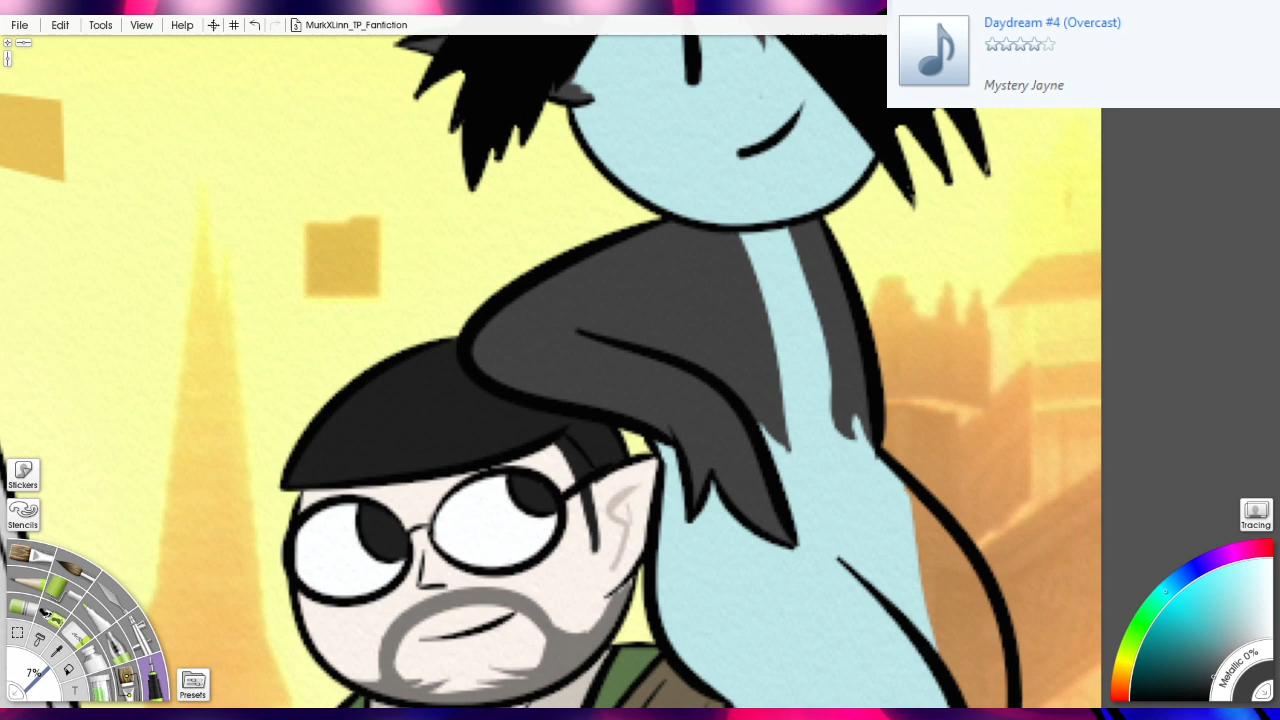 File Edit Tools View Help MurkXLinn_TP_Fanfiction
Daydream #4 (Overcast)
Mystery Jayne
Stickers
Stencils
Tracing
7%
T
Presets
Metallic 0%